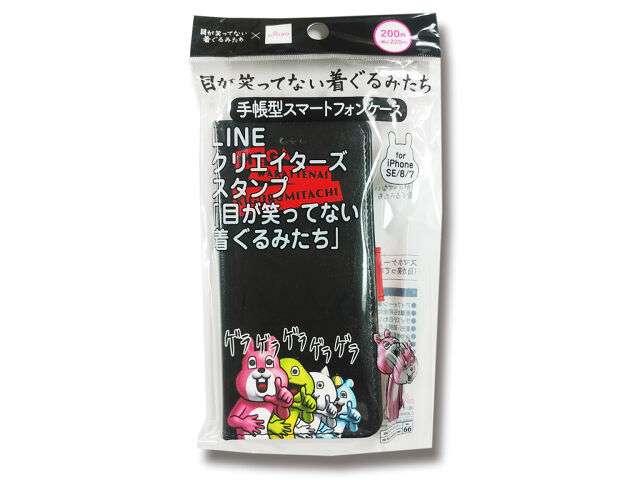 目が笑ってない
着ぐるみたち
×
200円
目が笑ってない着ぐるみたち
手帳型スマートフォンケース
LINE
クリエイターズ
スタンプ
「目が笑ってない
着ぐるみたち」
WARATTENAI
KIGURUMITACHI
for
iPhone
SE/8/7
ゲラ
ゲラ
ゲラ
ゲラ
ゲラ